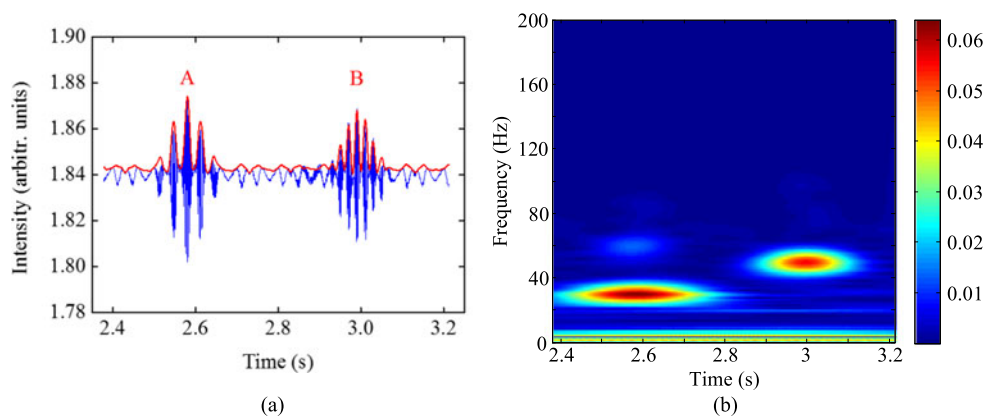 1.90
1.88
1.86
1.84
1.82
1.80
1.78
Intensity (arbitr. units)
A
B
2.4 2.6 2.8 3.0 3.2
Time (s)
(a)
200
160
120
80
40
0
Frequency (Hz)
2.4 2.6 2.8 3 3.2
Time (s)
(b)
0.06
0.05
0.04
0.03
0.02
0.01